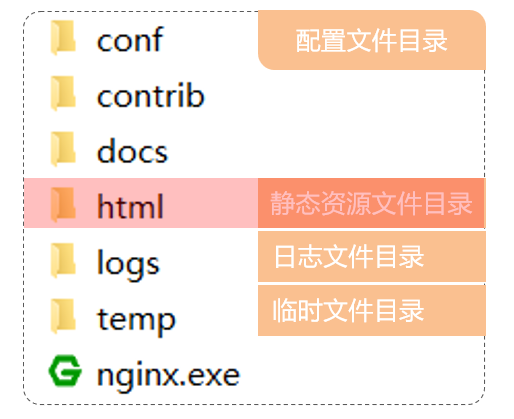 conf 配置文件目录
contrib
docs
html 静态资源文件目录
logs 日志文件目录
temp 临时文件目录
nginx.exe